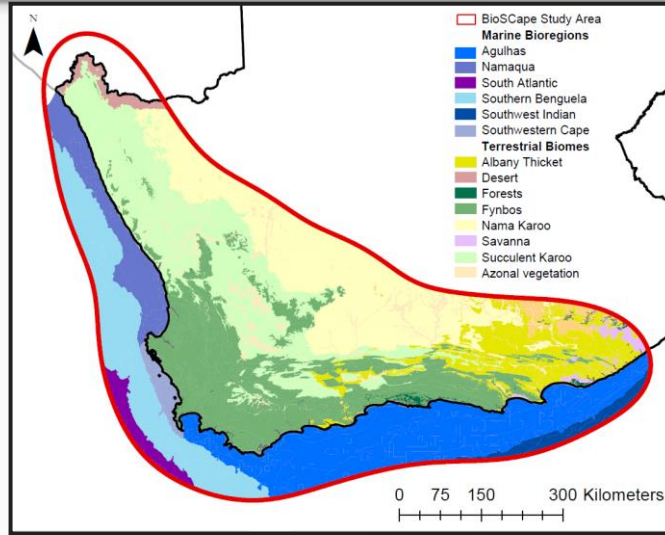 N
BioSCape Study Area
Marine Bioregions
Agulhas
Namaqua
South Atlantic
Southern Benguela
Southwest Indian
Southwestern Cape
Terrestrial Biomes
Albany Thicket
Desert
Forests
Fynbos
Nama Karoo
Savanna
Succulent Karoo
Azonal vegetation
0 75 150 300 Kilometers